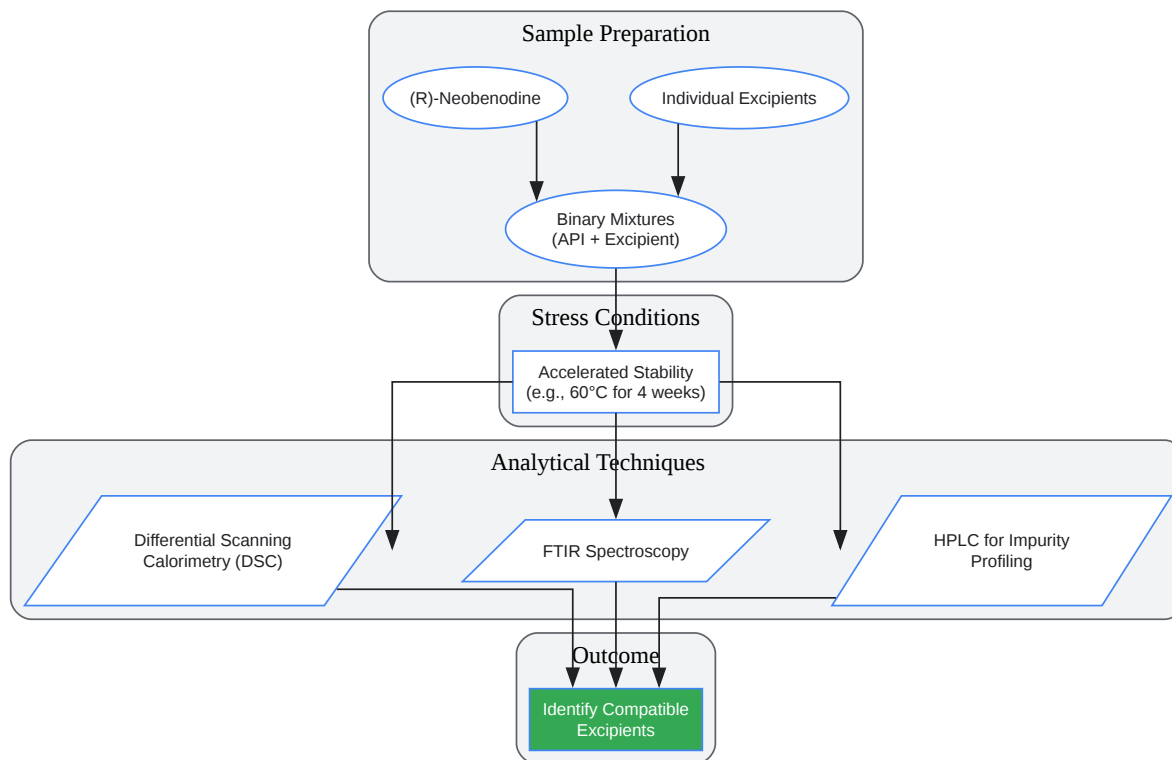 Sample Preparation
(R)-Neobenodine
Individual Excipients
Binary Mixtures
(API + Excipient)
Stress Conditions
Accelerated Stability
(e.g., 60°C for 4 weeks)
Analytical Techniques
Differential Scanning
Calorimetry (DSC)
FTIR Spectroscopy
HPLC for Impurity
Profiling
Outcome
Identify Compatible
Excipients